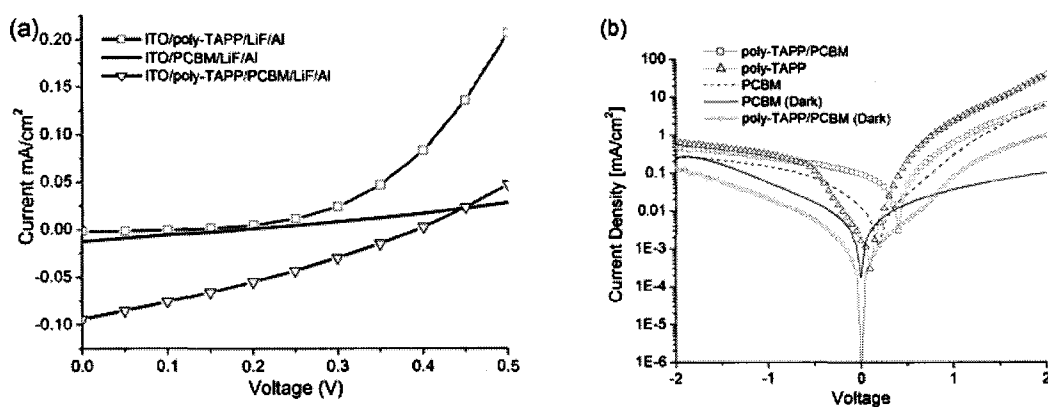 (a)
0.20
0.15
0.10
0.05
0.00
-0.05
-0.10
Current mA/cm²
ITO/poly-TAPP/LiF/Al
ITO/PCBM/LiF/Al
ITO/poly-TAPP/PCBM/LiF/Al
0.0 0.1 0.2 0.3 0.4 0.5
Voltage (V)
(b)
100
10
1
0.1
0.01
1E-3
1E-4
1E-5
1E-6
Current Density [mA/cm²]
poly-TAPP/PCBM
poly-TAPP
PCBM
PCBM (Dark)
poly-TAPP/PCBM (Dark)
-2 -1 0 1 2
Voltage